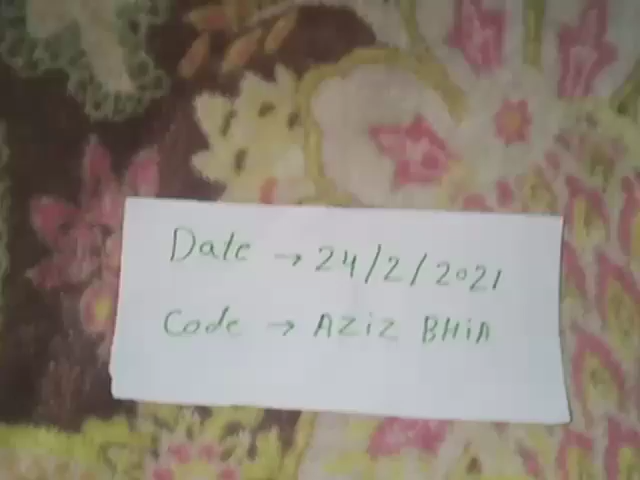 Date → 24/2/2021
Code → AZiZ BHiA